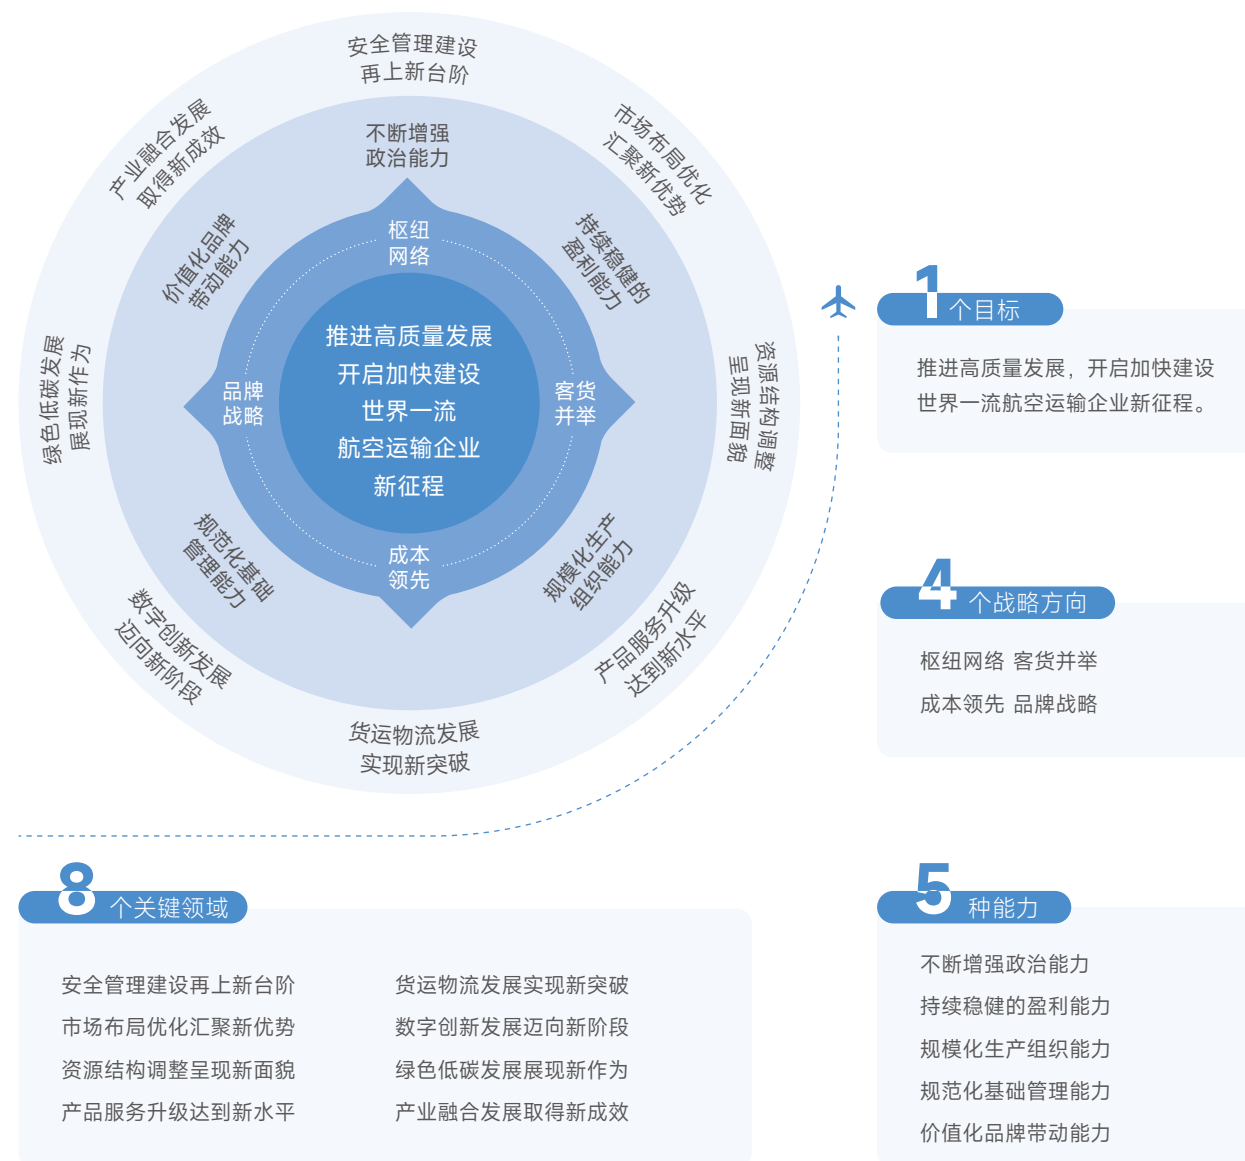 安全管理建设
再上新台阶
市场布局优化
汇聚新优势
资源结构调整
呈现新面貌
产品服务升级
达到新水平
货运物流发展
实现新突破
数字创新发展
迈向新阶段
绿色低碳发展
展现新作为
产业融合发展
取得新成效
不断增强
政治能力
持续稳健的
盈利能力
规模化生产
组织能力
规范化基础
管理能力
价值化品牌
带动能力
枢纽
网络
客货
并举
成本
领先
品牌
战略
推进高质量发展
开启加快建设
世界一流
航空运输企业
新征程
1个目标
推进高质量发展，开启加快建设
世界一流航空运输企业新征程。
4个战略方向
枢纽网络 客货并举
成本领先 品牌战略
8个关键领域
安全管理建设再上新台阶
市场布局优化汇聚新优势
资源结构调整呈现新面貌
产品服务升级达到新水平
货运物流发展实现新突破
数字创新发展迈向新阶段
绿色低碳发展展现新作为
产业融合发展取得新成效
5种能力
不断增强政治能力
持续稳健的盈利能力
规模化生产组织能力
规范化基础管理能力
价值化品牌带动能力